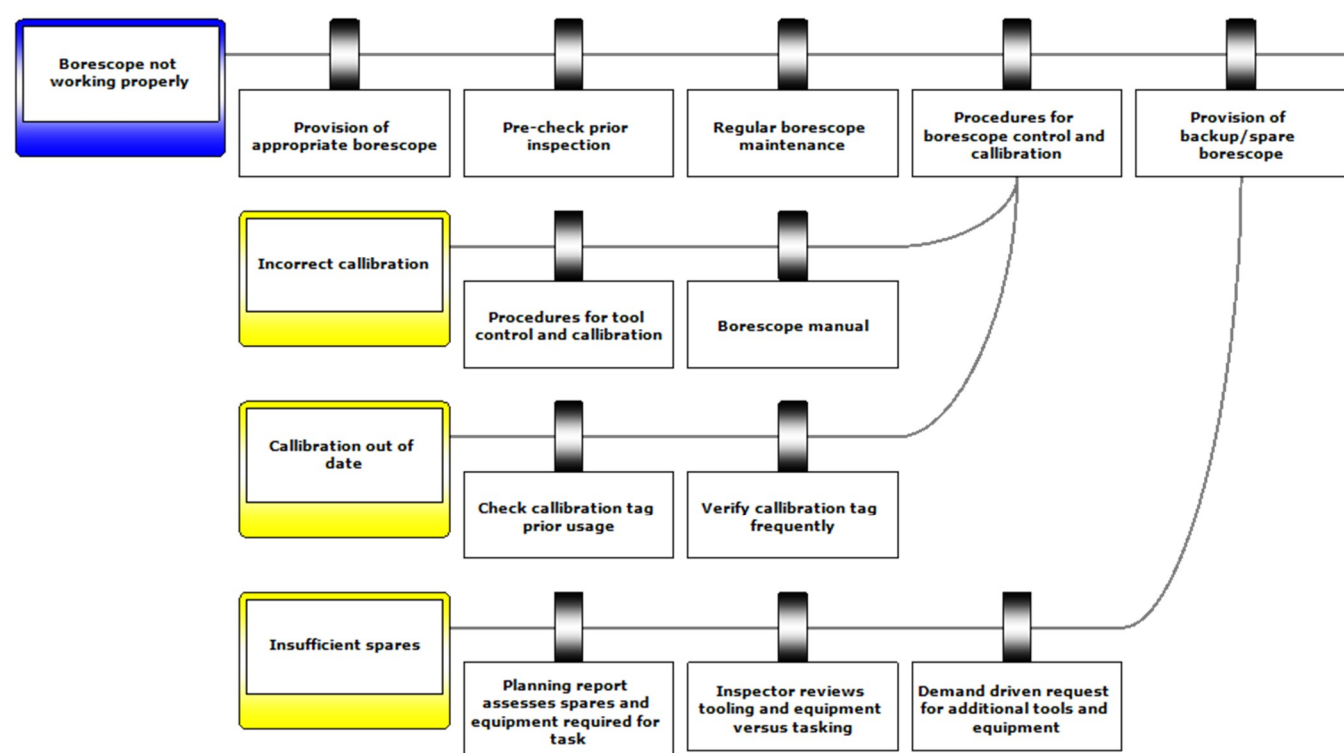 Borescope not
working properly
Provision of
appropriate borescope
Pre-check prior
inspection
Regular borescope
maintenance
Procedures for
borescope control and
callibration
Provision of
backup/spare
borescope
Incorrect callibration
Procedures for tool
control and callibration
Borescope manual
Callibration out of
date
Check callibration tag
prior usage
Verify callibration tag
frequently
Insufficient spares
Planning report
assesses spares and
equipment required for
task
Inspector reviews
tooling and equipment
versus tasking
Demand driven request
for additional tools and
equipment